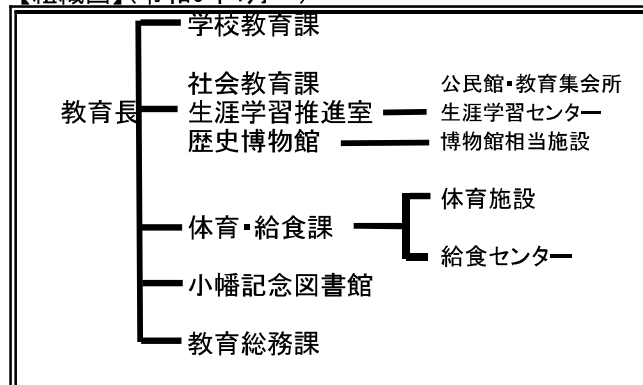 学校教育課
社会教育課 公民館・教育集会所
教育長 生涯学習推進室 生涯学習センター
歴史博物館 博物館相当施設
体育施設
体育・給食課
給食センター
小幡記念図書館
教育総務課